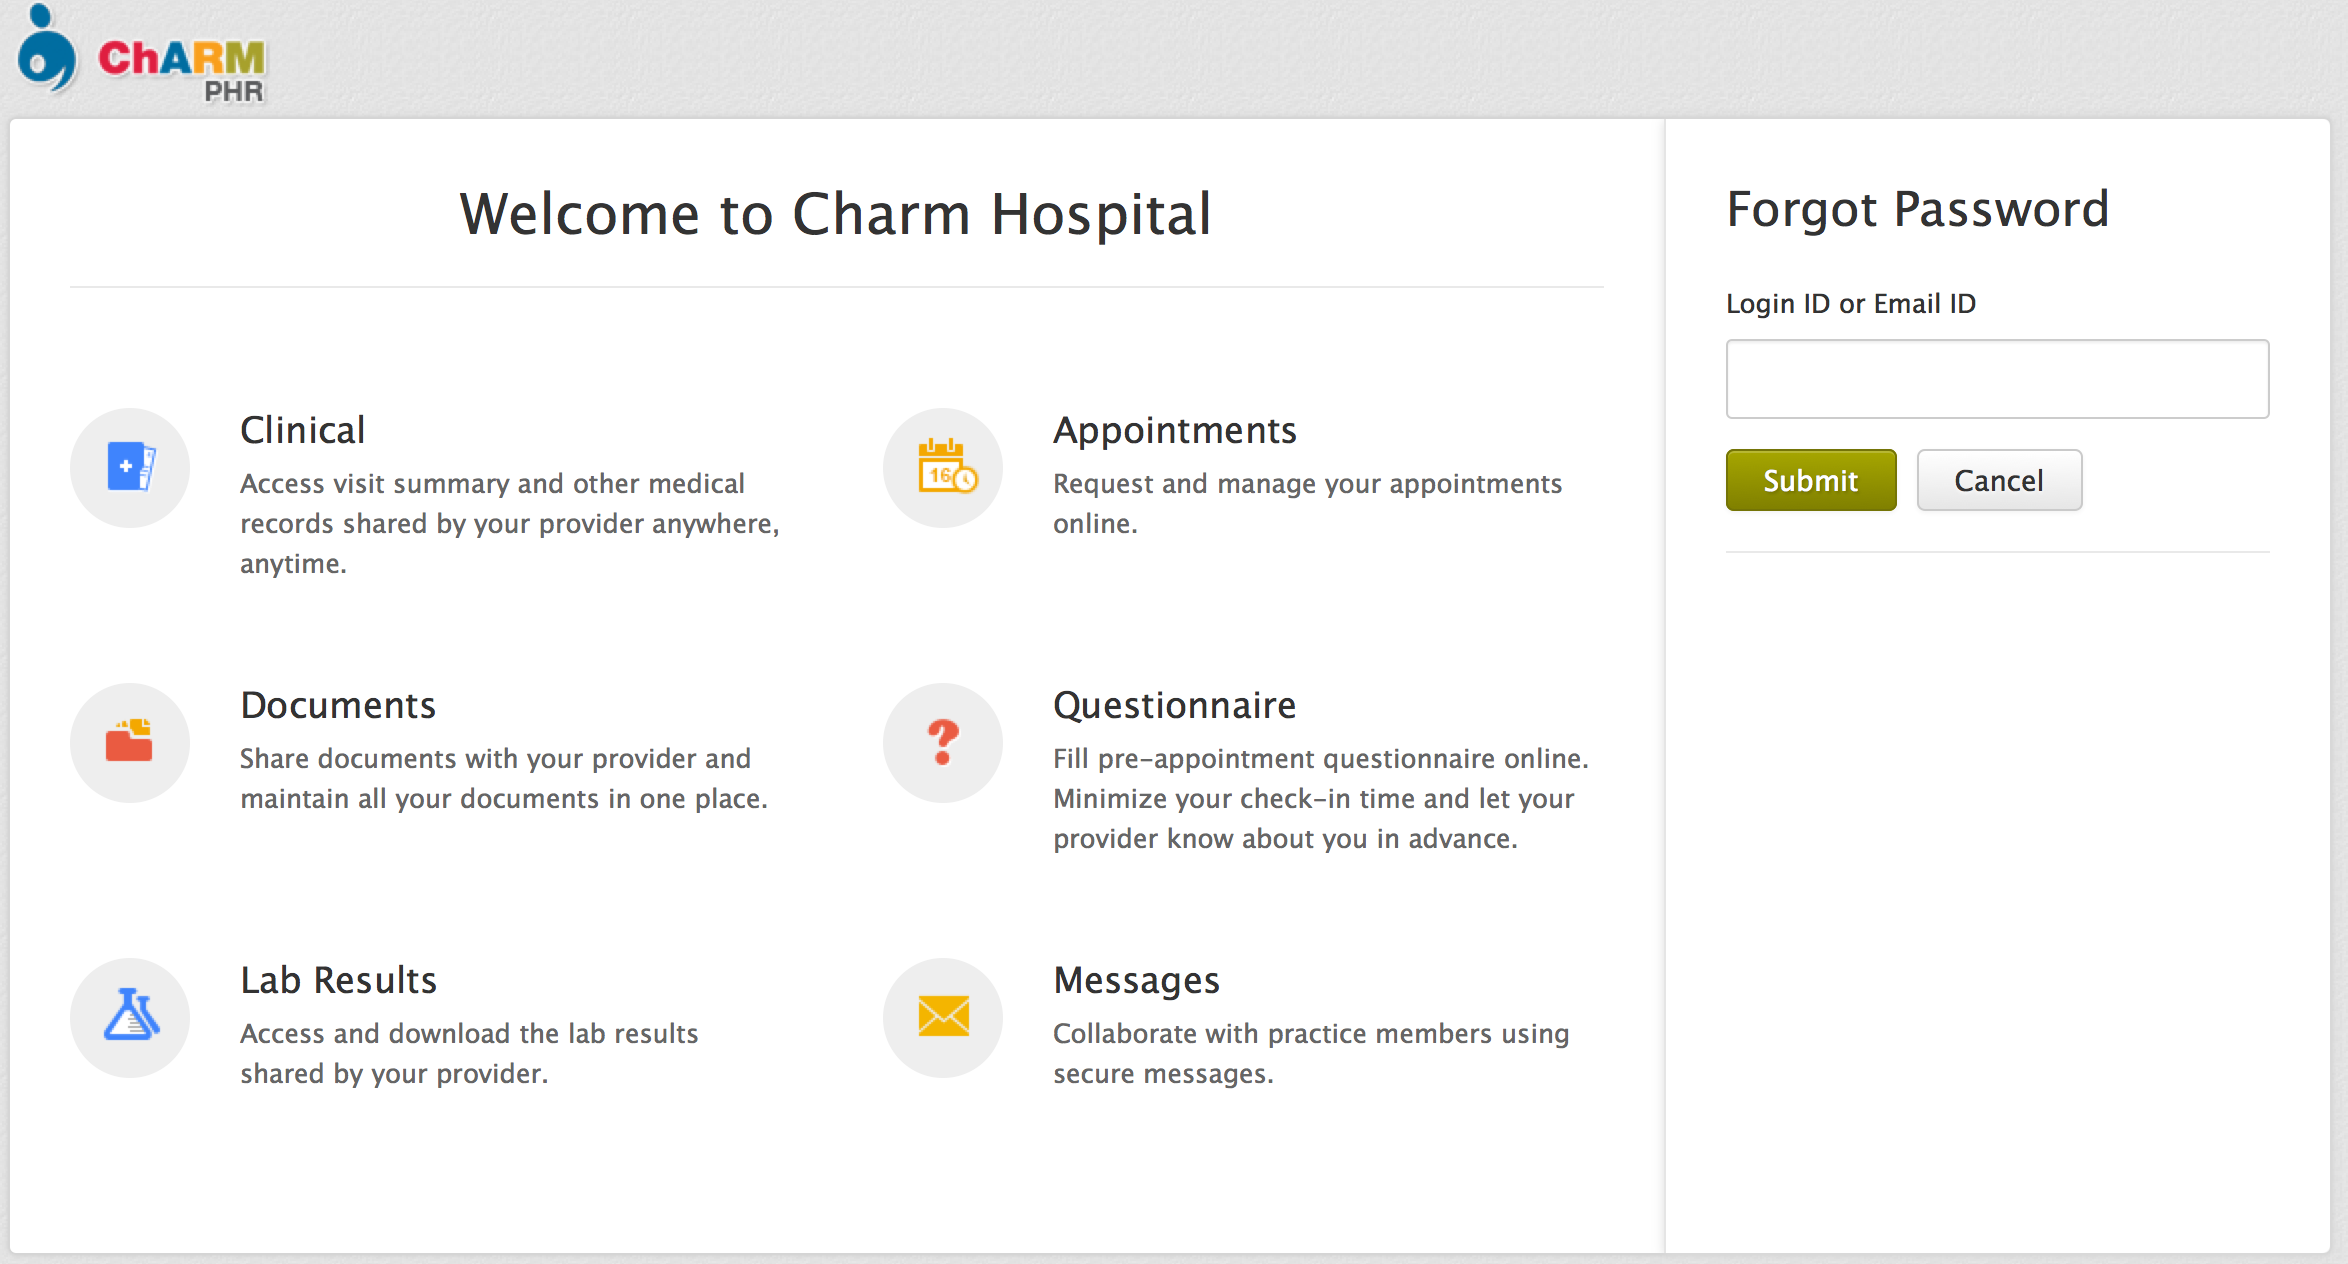 ChARM
PHR
Welcome to Charm Hospital
Clinical
Access visit summary and other medical
records shared by your provider anywhere,
anytime.
Appointments
Request and manage your appointments
online.
16
Documents
Share documents with your provider and
maintain all your documents in one place.
Questionnaire
Fill pre-appointment questionnaire online.
Minimize your check-in time and let your
provider know about you in advance.
Lab Results
Access and download the lab results
shared by your provider.
Messages
Collaborate with practice members using
secure messages.
Forgot Password
Login ID or Email ID
Submit
Cancel